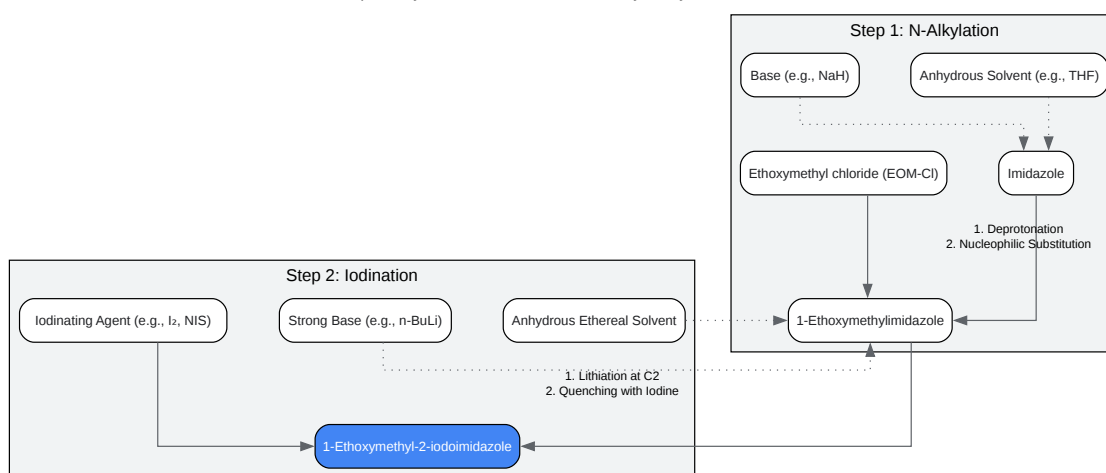 Step 1: N-Alkylation
Base (e.g., NaH)
Anhydrous Solvent (e.g., THF)
Ethoxymethyl chloride (EOM-Cl)
Imidazole
1. Deprotonation
2. Nucleophilic Substitution
Step 2: Iodination
Iodinating Agent (e.g., I₂, NIS)
Strong Base (e.g., n-BuLi)
Anhydrous Ethereal Solvent
1-Ethoxymethylimidazole
1. Lithiation at C2
2. Quenching with Iodine
1-Ethoxymethyl-2-iodoimidazole